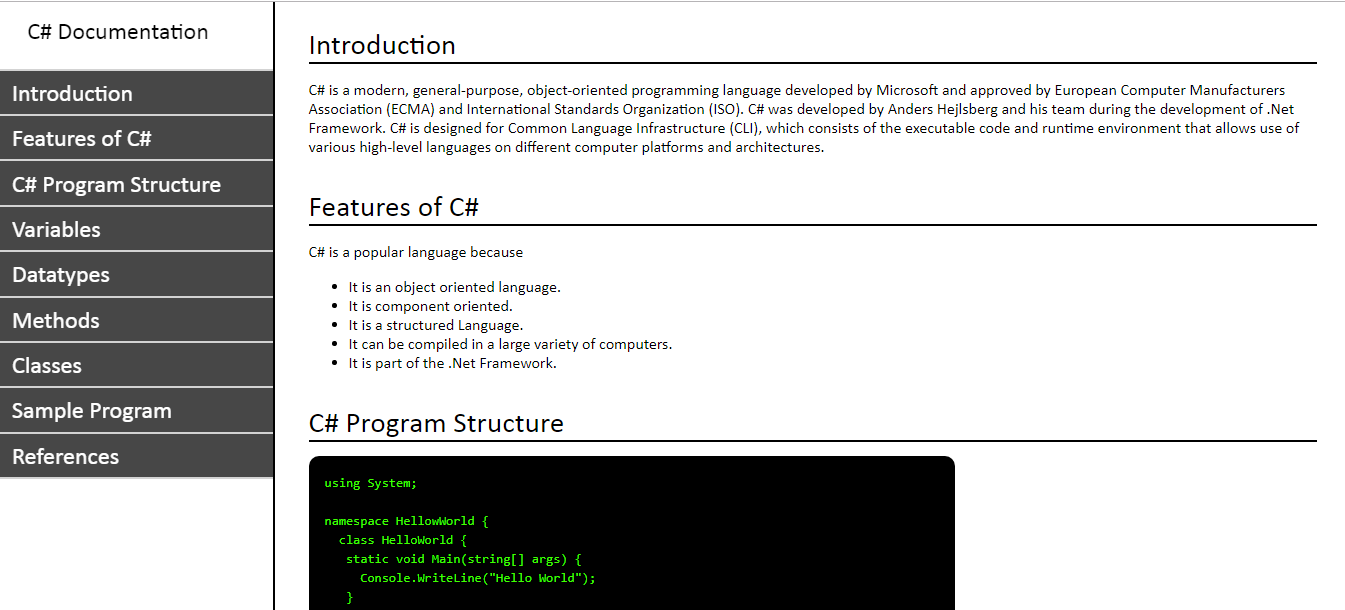 C# Documentation
Introduction
Features of C#
C# Program Structure
Variables
Datatypes
Methods
Classes
Sample Program
References
Introduction
C# is a modern, general-purpose, object-oriented programming language developed by Microsoft and approved by European Computer Manufacturers
Association (ECMA) and International Standards Organization (ISO). C# was developed by Anders Hejlsberg and his team during the development of .Net
Framework. C# is designed for Common Language Infrastructure (CLI), which consists of the executable code and runtime environment that allows use of
various high-level languages on different computer platforms and architectures.
Features of C#
C# is a popular language because
• It is an object oriented language.
• It is component oriented.
• It is a structured Language.
• It can be compiled in a large variety of computers.
• It is part of the .Net Framework.
C# Program Structure
using System;
namespace HellowWorld {
class HelloWorld {
static void Main(string[] args) {
Console.WriteLine("Hello World");
}